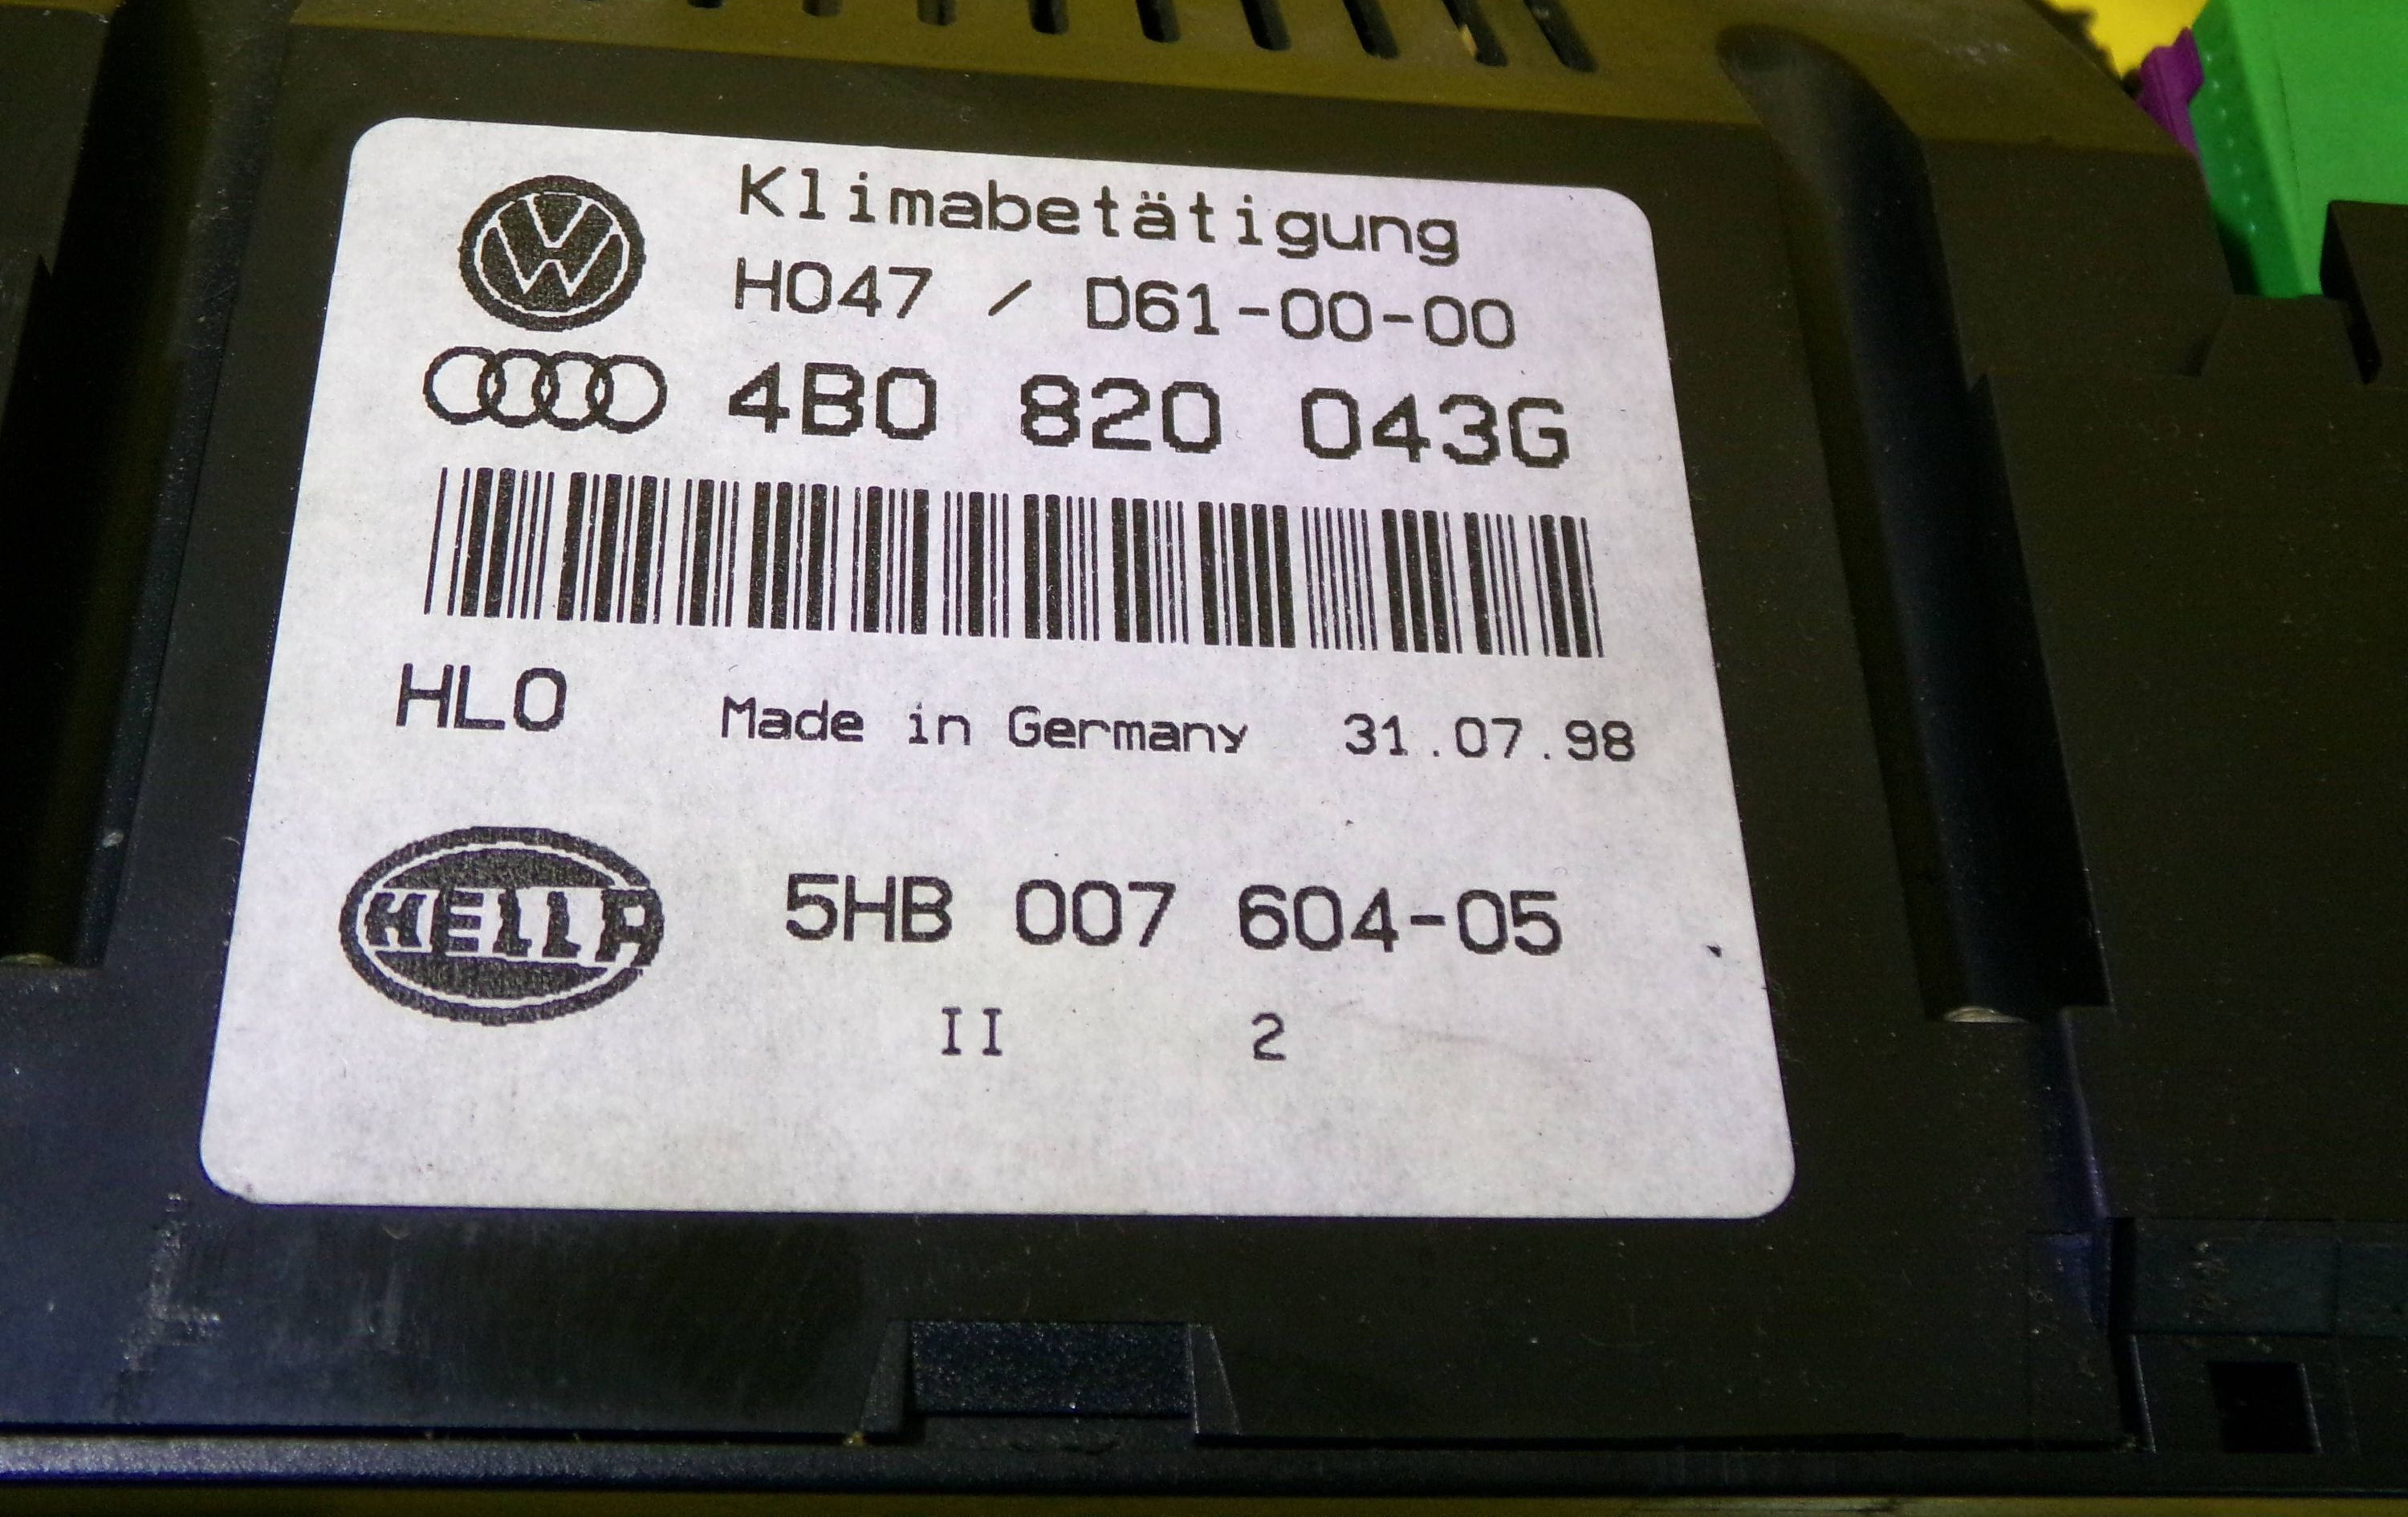 Klimabetätigung
H047 / D61-00-00
4B0 820 043G
HL0 Made in Germany 31.07.98
HELLA 5HB 007 604-05
II 2